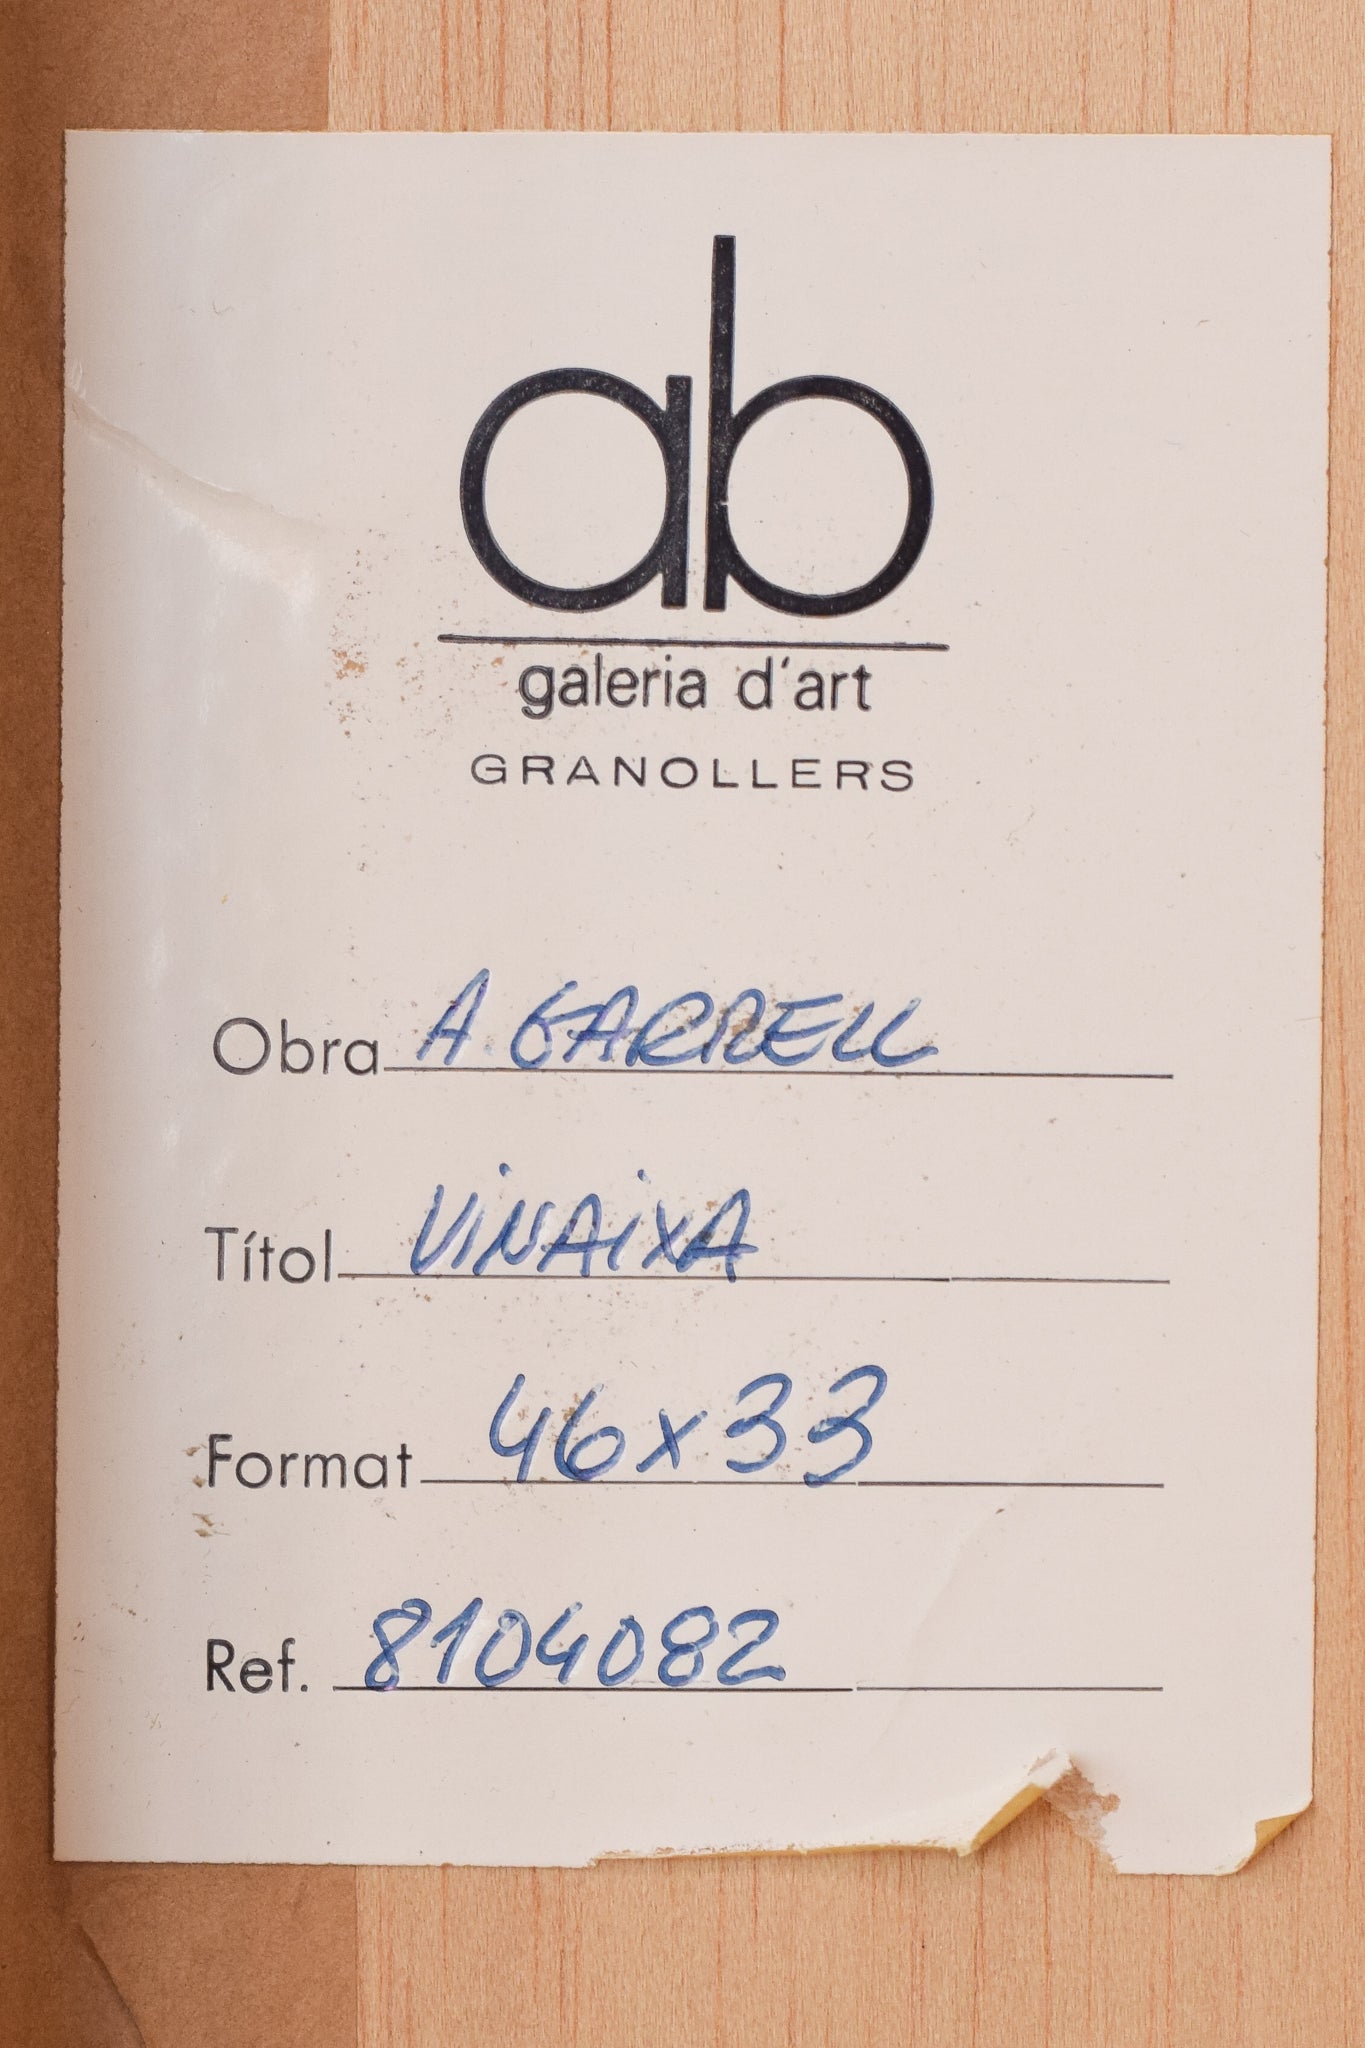 ab
galeria d'art
GRANOLLERS
Obra A. GARRELL
Títol VINAIXA
Format 46x33
Ref. 8104082